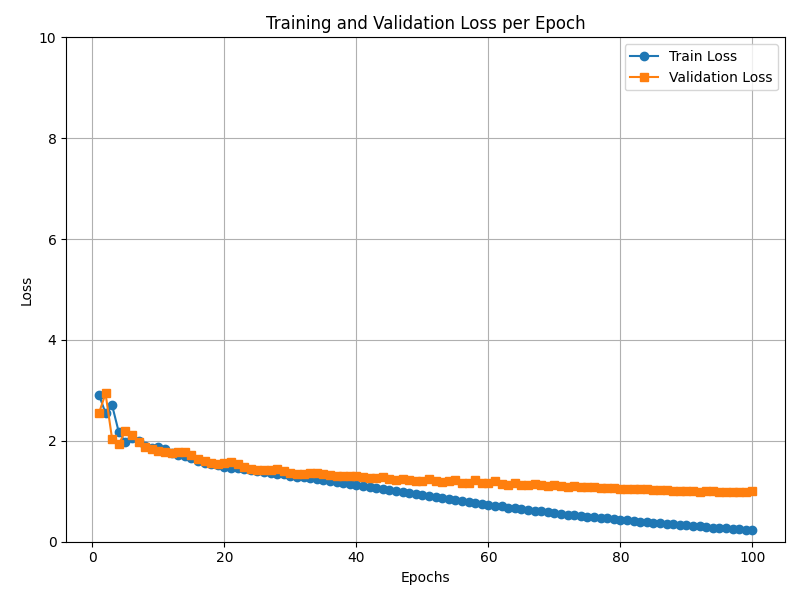 Training and Validation Loss per Epoch
10
8
6
4
2
0
Loss
Train Loss
Validation Loss
0 20 40 60 80 100
Epochs